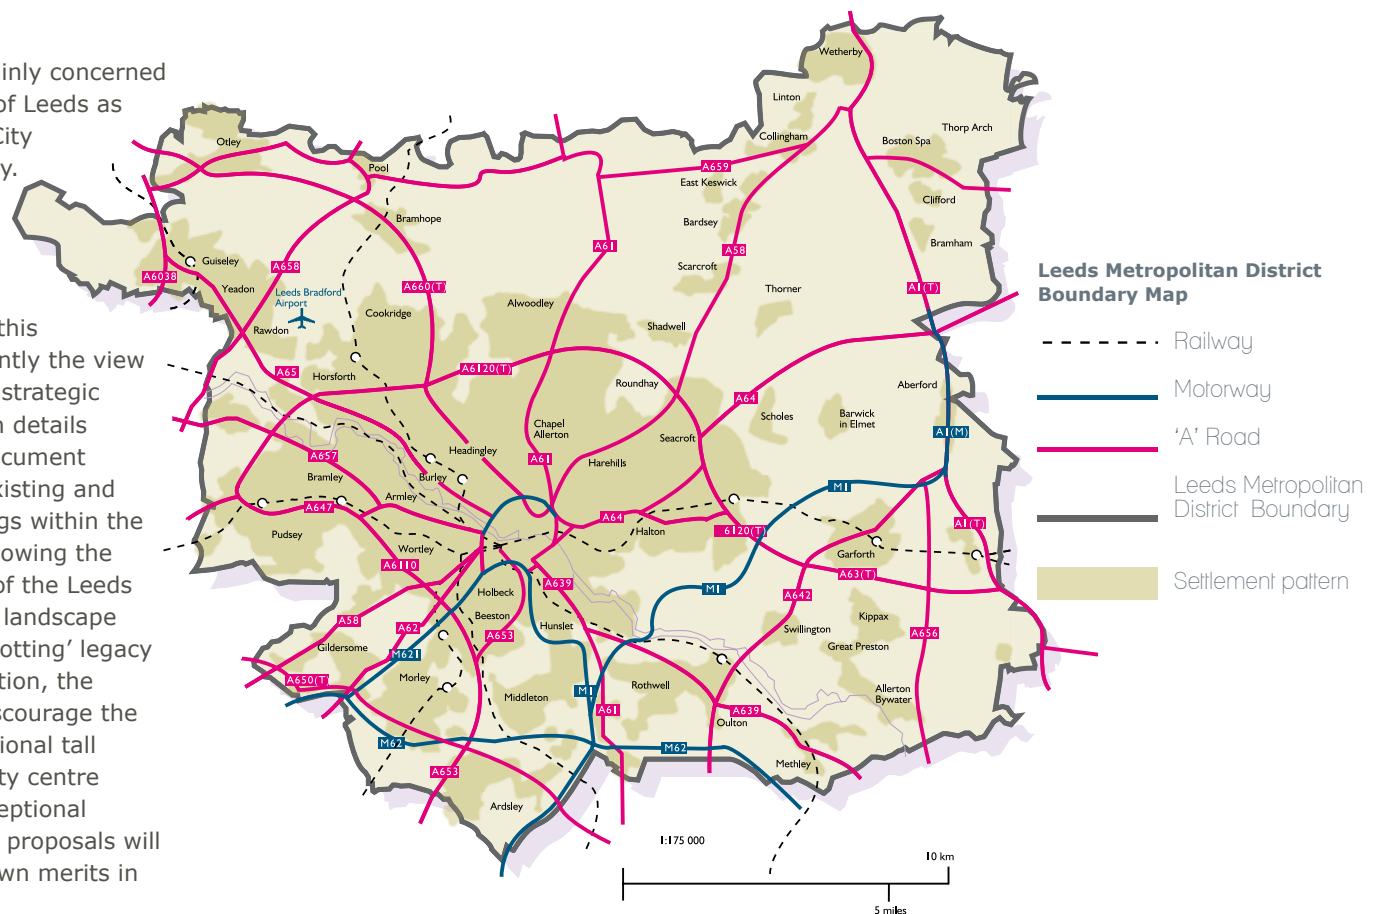 inly concerned
of Leeds as
City
y.
this
ntly the view
strategic
n details
ocument
xisting and
gs within the
owing the
of the Leeds
landscape
otting’ legacy
tion, the
scourage the
ional tall
ty centre
ceptional
proposals will
wn merits in
Wetherby
Linton
Collingham
Thorp Arch
Boston Spa
Otley
Pool
A659
East Keswick
Clifford
Bramhope
Bardsey
Bramham
A61
A58
Guiseley
A658
Scarcroft
A6038
Yeadon
Leeds Bradford
Airport
A660(T)
Thorner
A1(T)
Alwoodley
Cookridge
Rawdon
Shadwell
A65
Horsforth
A6120(T)
Roundhay
Aberford
A64
Scholes
Barwick
in Elmet
Chapel
Allerton
Seacroft
A1(M)
A657
Headingley
A61
Harehills
Bramley
Burley
Armley
M1
A647
A64
Halton
6120(T)
A1(T)
Pudsey
Wortley
Garforth
A6110
A63(T)
A639
M1
Holbeck
A642
Beeston
Kippax
A58
A62
A653
Hunslet
Swillington
A656
Gildersome
M621
Great Preston
A650(T)
Morley
Middleton
M1
Rothwell
Allerton
Bywater
A61
A639
Oulton
M62
M62
Methley
A653
Ardsley
1:175 000
10 km
5 miles
Leeds Metropolitan District
Boundary Map
Railway
Motorway
‘A’ Road
Leeds Metropolitan
District Boundary
Settlement pattern